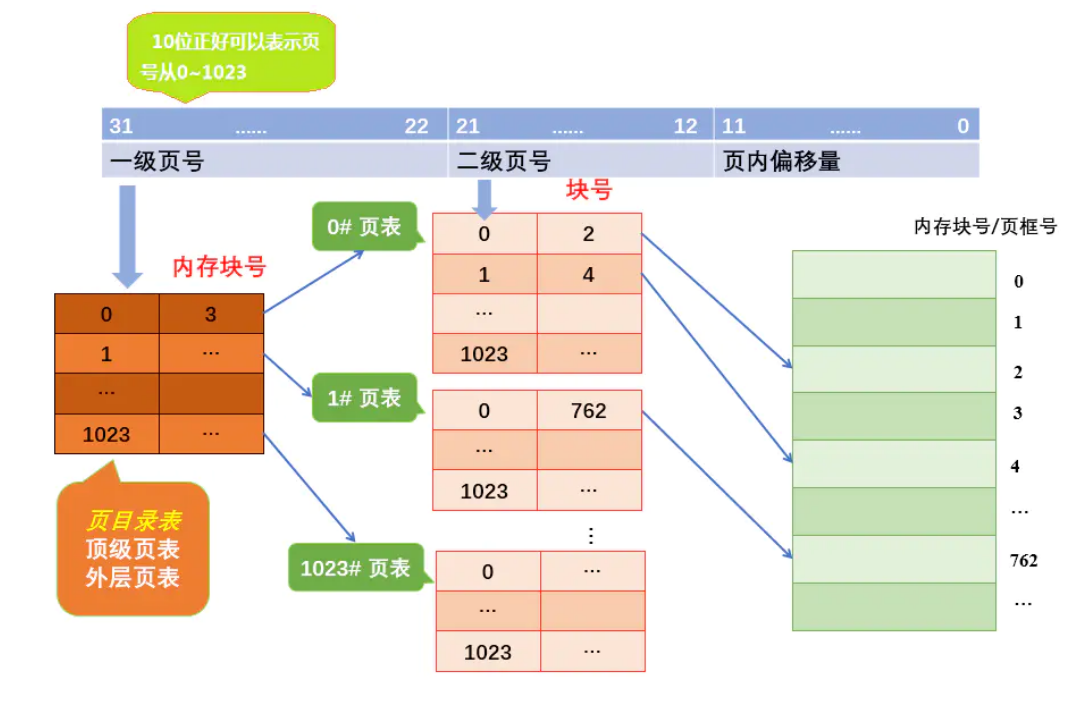 10位正好可以表示页
号从0~1023
31 ...... 22 21 ...... 12 11 ...... 0
一级页号 二级页号 页内偏移量
块号
内存块号
0# 页表
0 2
1 4
...
1023 ...
内存块号/页框号
0 3
1 ...
...
1023 ...
1# 页表
0 762
...
1023 ...
⋮
1023# 页表
0 ...
...
1023 ...
页目录表
顶级页表
外层页表
0
1
2
3
4
...
762
...